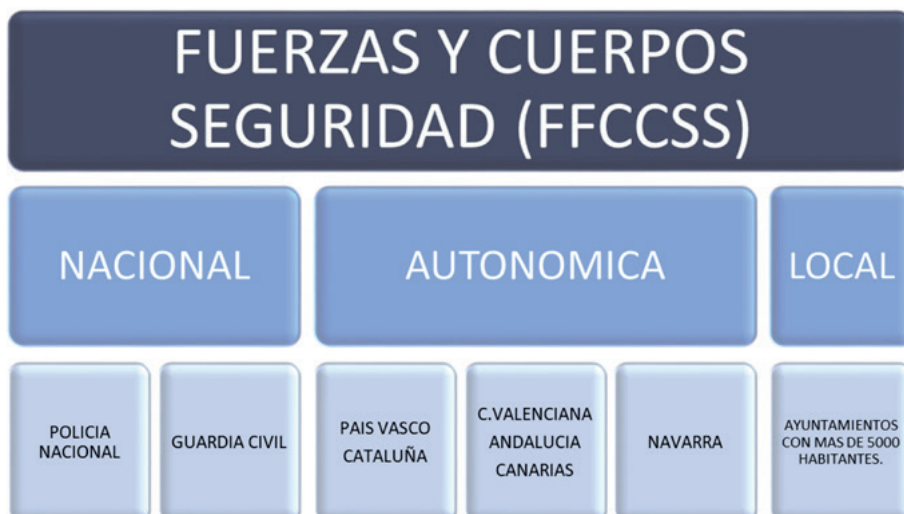 FUERZAS Y CUERPOS
SEGURIDAD (FFCCSS)
NACIONAL
AUTONOMICA
LOCAL
POLICIA
NACIONAL
GUARDIA CIVIL
PAIS VASCO
CATALUÑA
C.VALENCIANA
ANDALUCIA
CANARIAS
NAVARRA
AYUNTAMIENTOS
CON MAS DE 5000
HABITANTES.